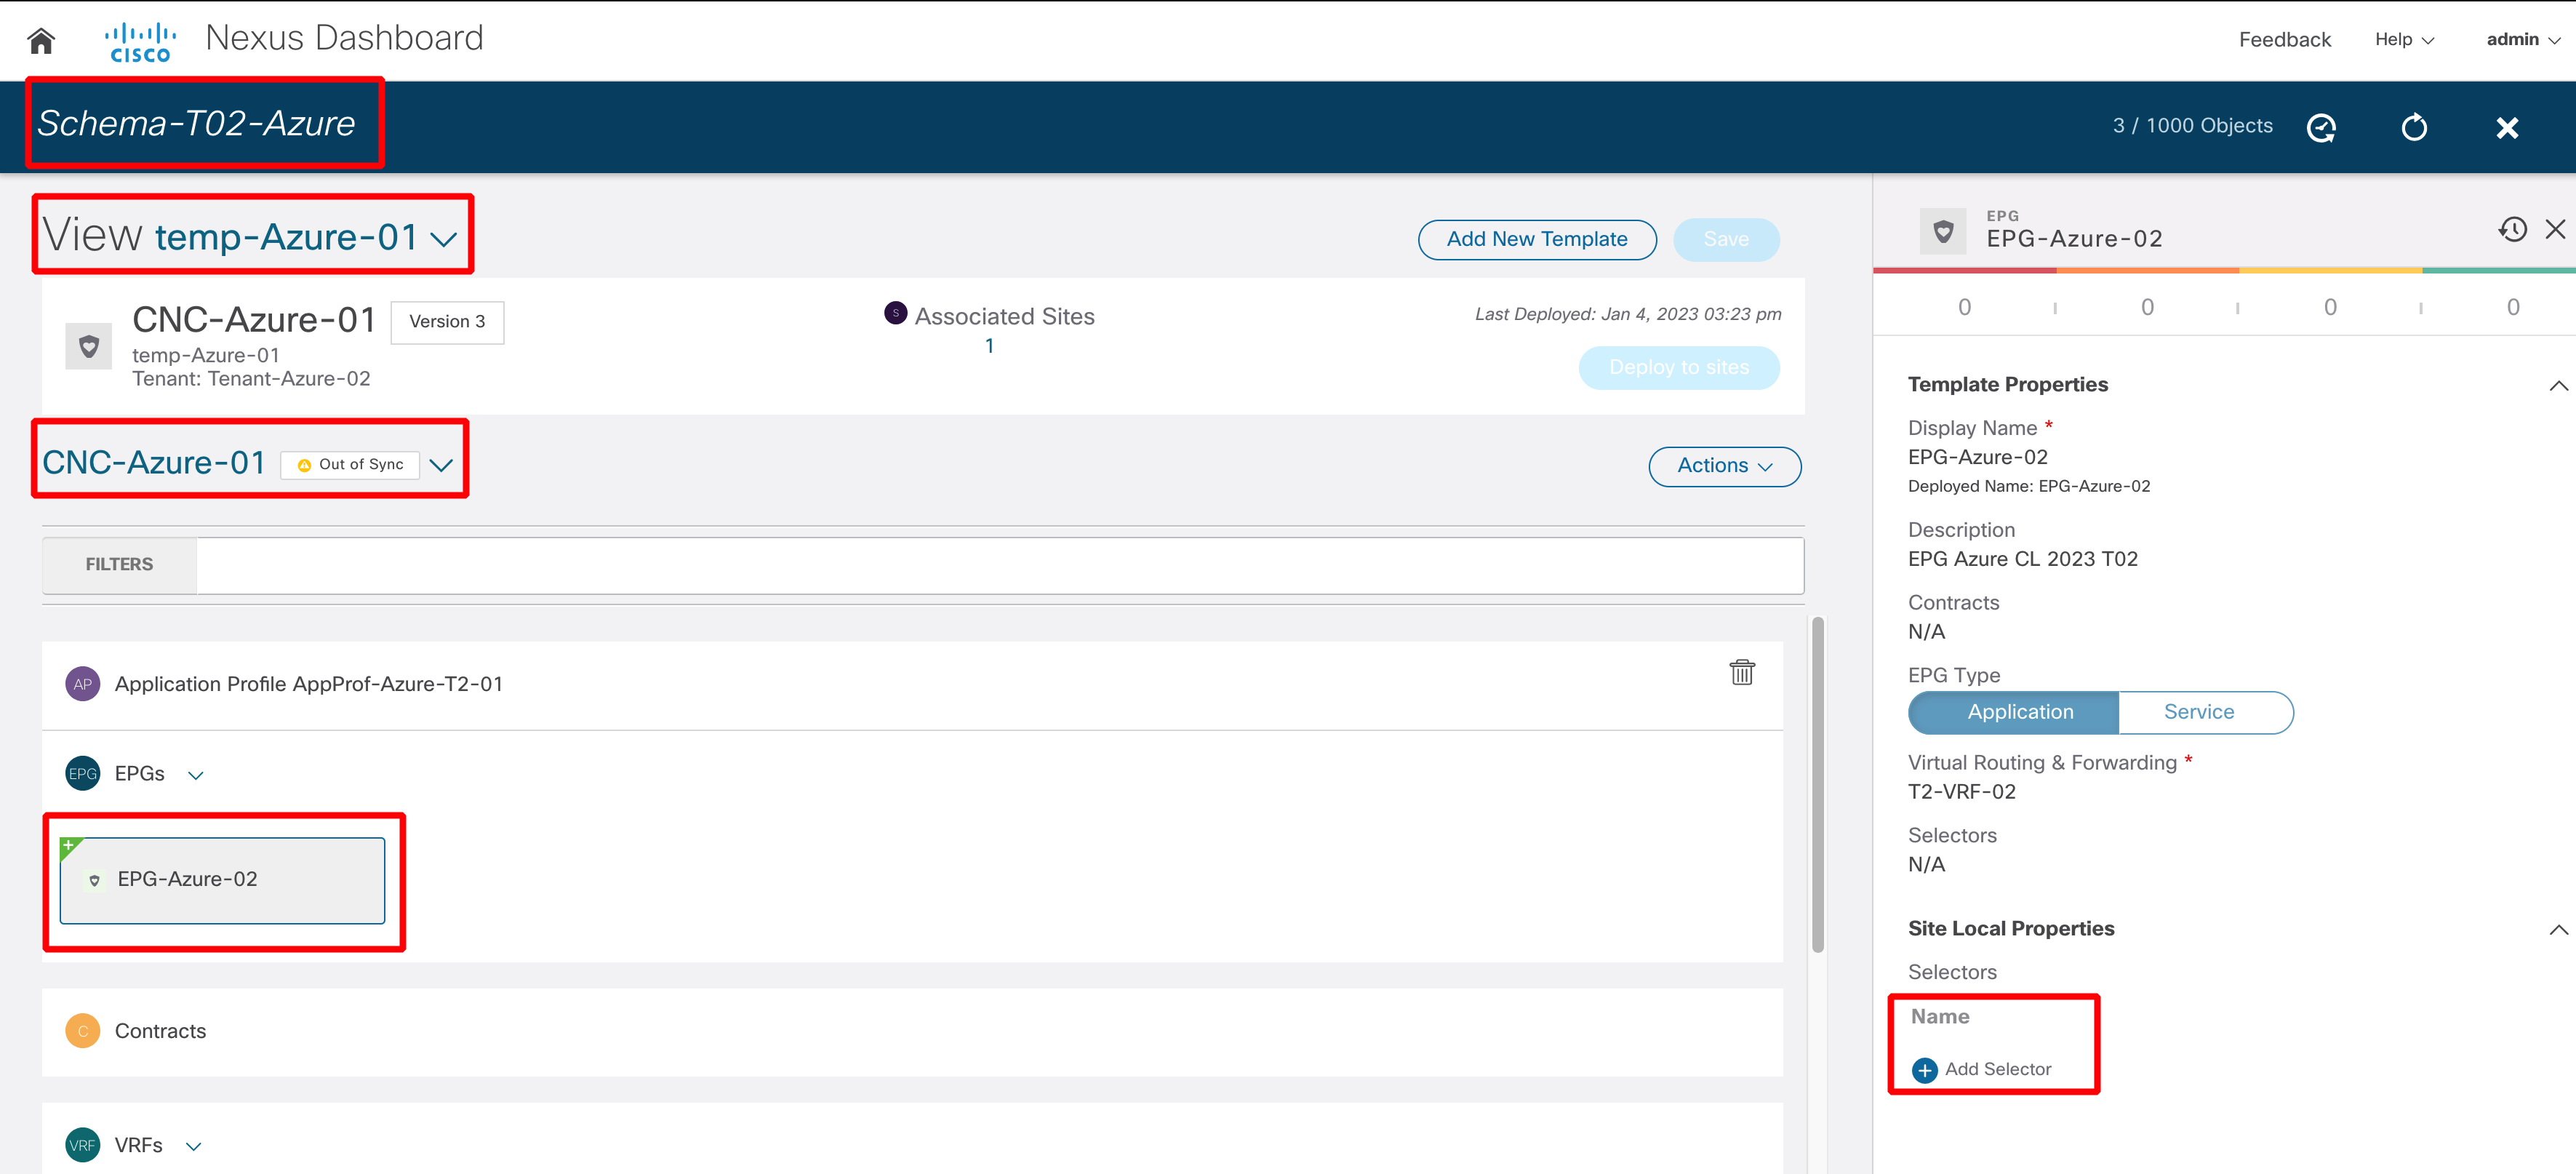 CISCO Nexus Dashboard
Feedback Help admin
Schema-T02-Azure
3 / 1000 Objects
View temp-Azure-01
Add New Template
Save
CNC-Azure-01
Version 3
temp-Azure-01
Tenant: Tenant-Azure-02
S Associated Sites
1
Last Deployed: Jan 4, 2023 03:23 pm
Deploy to sites
CNC-Azure-01
Out of Sync
Actions
FILTERS
AP Application Profile AppProf-Azure-T2-01
EPG EPGs
EPG-Azure-02
C Contracts
VRF VRFs
EPG
EPG-Azure-02
0 0 0 0
Template Properties
Display Name *
EPG-Azure-02
Deployed Name: EPG-Azure-02
Description
EPG Azure CL 2023 T02
Contracts
N/A
EPG Type
Application Service
Virtual Routing & Forwarding *
T2-VRF-02
Selectors
N/A
Site Local Properties
Selectors
Name
Add Selector